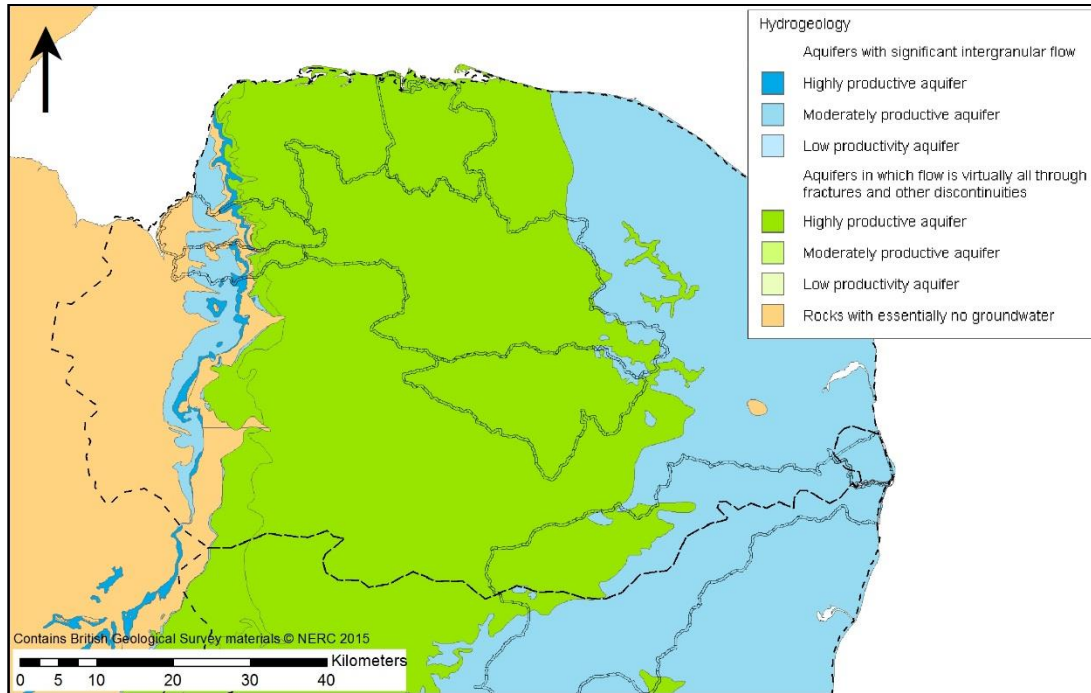 Hydrogeology
Aquifers with significant intergranular flow
Highly productive aquifer
Moderately productive aquifer
Low productivity aquifer
Aquifers in which flow is virtually all through
fractures and other discontinuities
Highly productive aquifer
Moderately productive aquifer
Low productivity aquifer
Rocks with essentially no groundwater
Contains British Geological Survey materials © NERC 2015
Kilometers
0 5 10 20 30 40